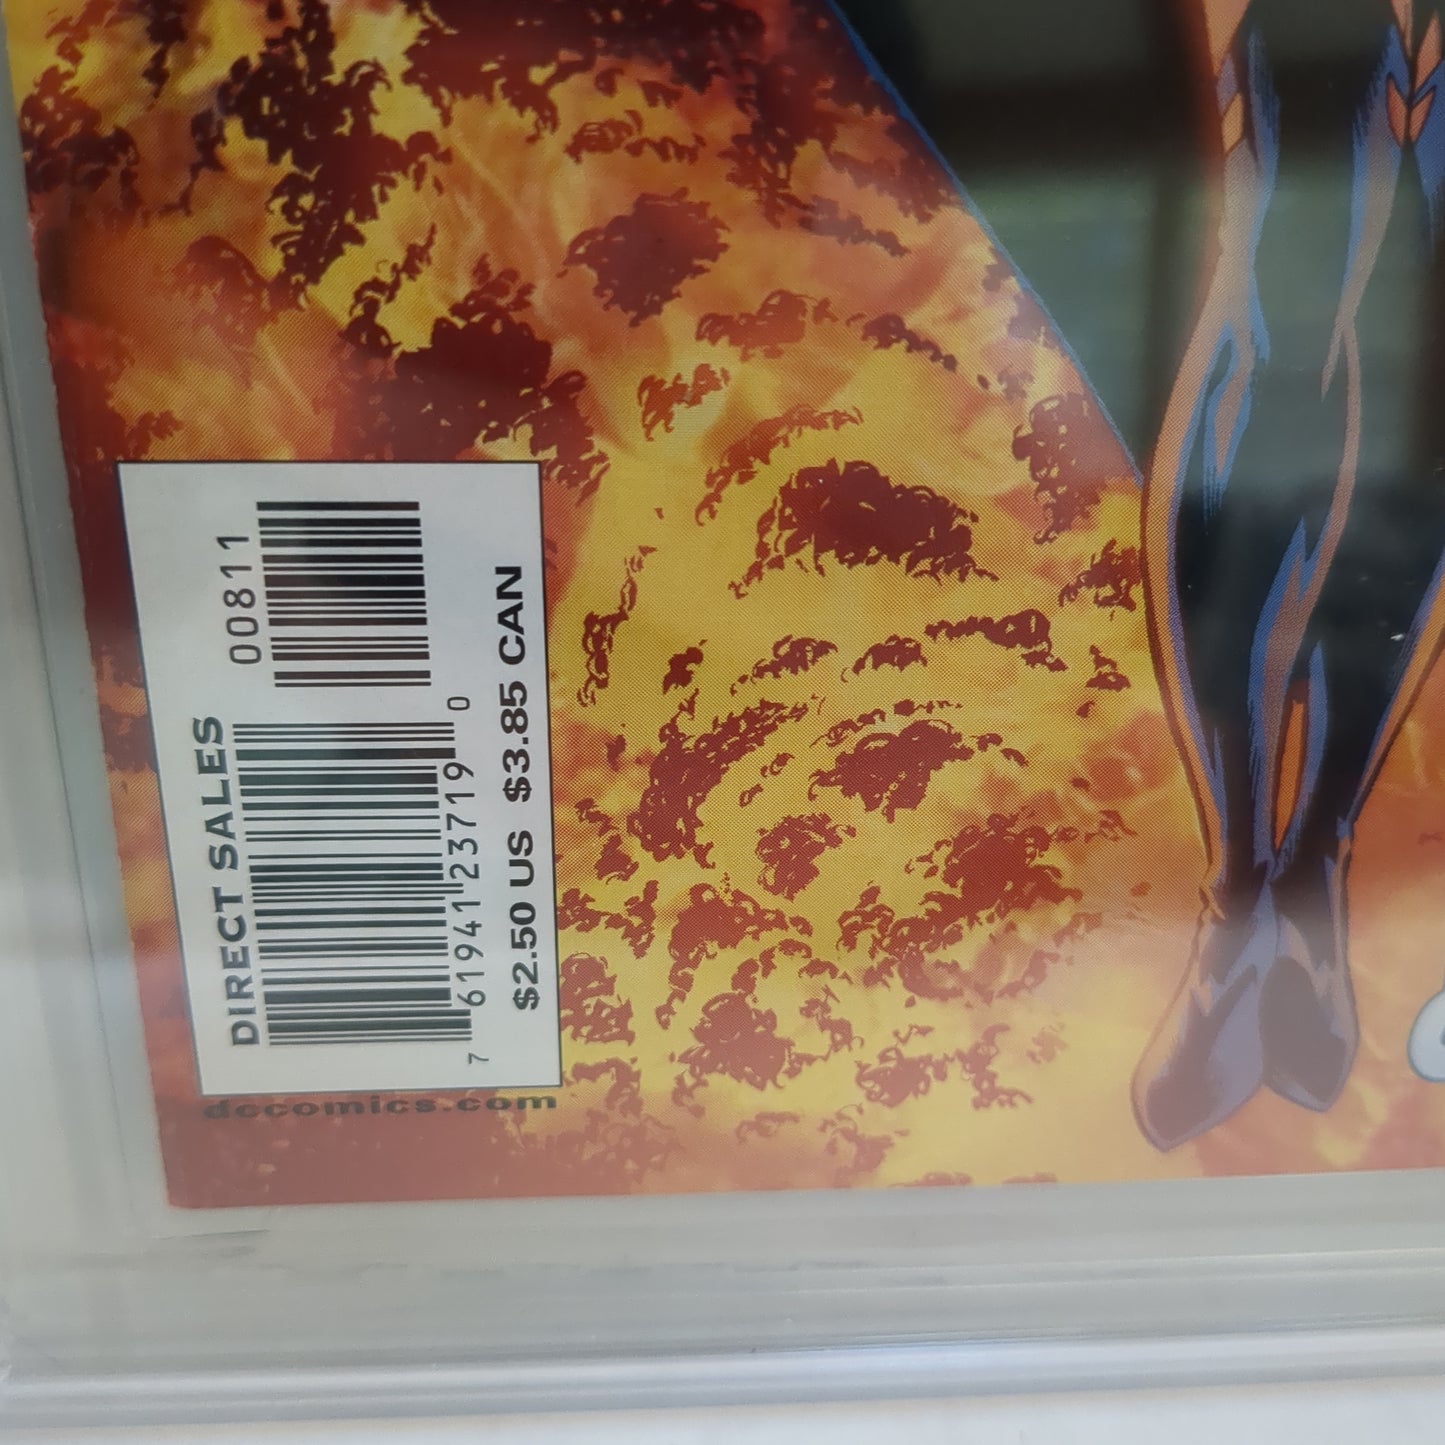 DIRECT SALES
00811
7 61941 23719 0
$2.50 US $3.85 CAN
dccomics.com